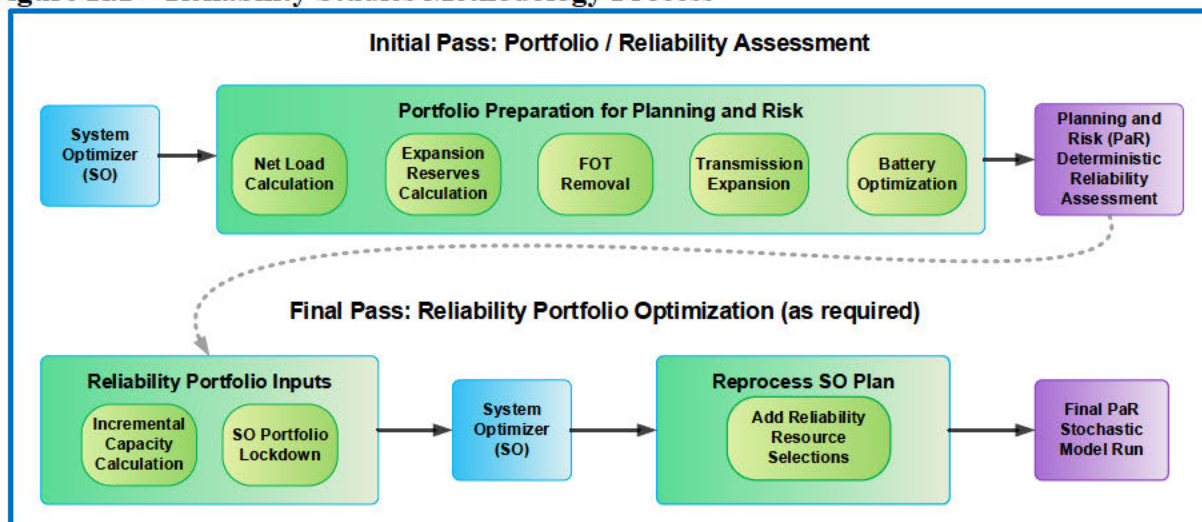 Initial Pass: Portfolio / Reliability Assessment
System
Optimizer
(SO)
Portfolio Preparation for Planning and Risk
Net Load
Calculation
Expansion
Reserves
Calculation
FOT
Removal
Transmission
Expansion
Battery
Optimization
Planning and
Risk (PaR)
Deterministic
Reliability
Assessment
Final Pass: Reliability Portfolio Optimization (as required)
Reliability Portfolio Inputs
Incremental
Capacity
Calculation
SO Portfolio
Lockdown
System
Optimizer
(SO)
Reprocess SO Plan
Add Reliability
Resource
Selections
Final PaR
Stochastic
Model Run